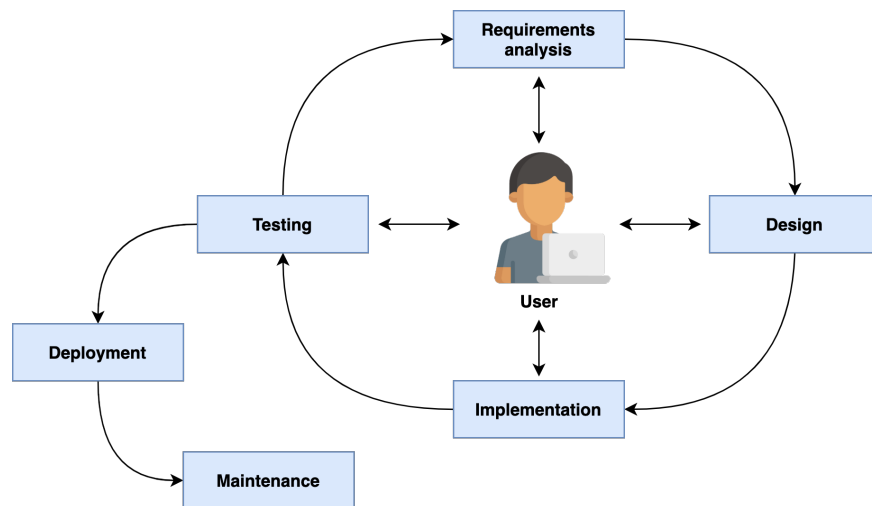 Requirements
analysis
Testing
Design
User
Deployment
Implementation
Maintenance